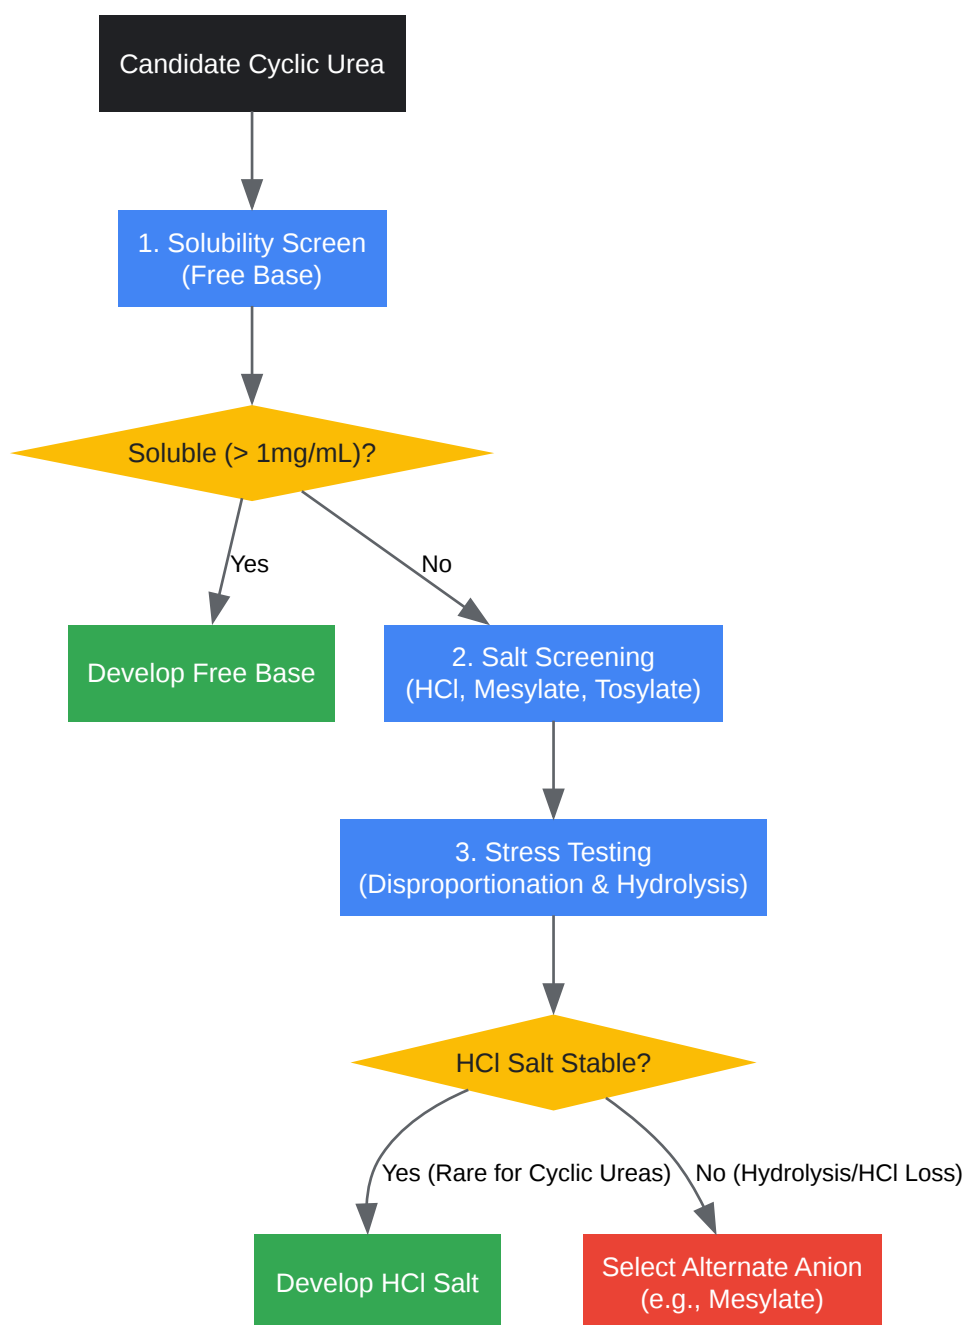 Candidate Cyclic Urea
1. Solubility Screen
(Free Base)
Soluble (> 1mg/mL)?
Yes
No
Develop Free Base
2. Salt Screening
(HCl, Mesylate, Tosylate)
3. Stress Testing
(Disproportionation & Hydrolysis)
HCl Salt Stable?
Yes (Rare for Cyclic Ureas)
No (Hydrolysis/HCl Loss)
Develop HCl Salt
Select Alternate Anion
(e.g., Mesylate)